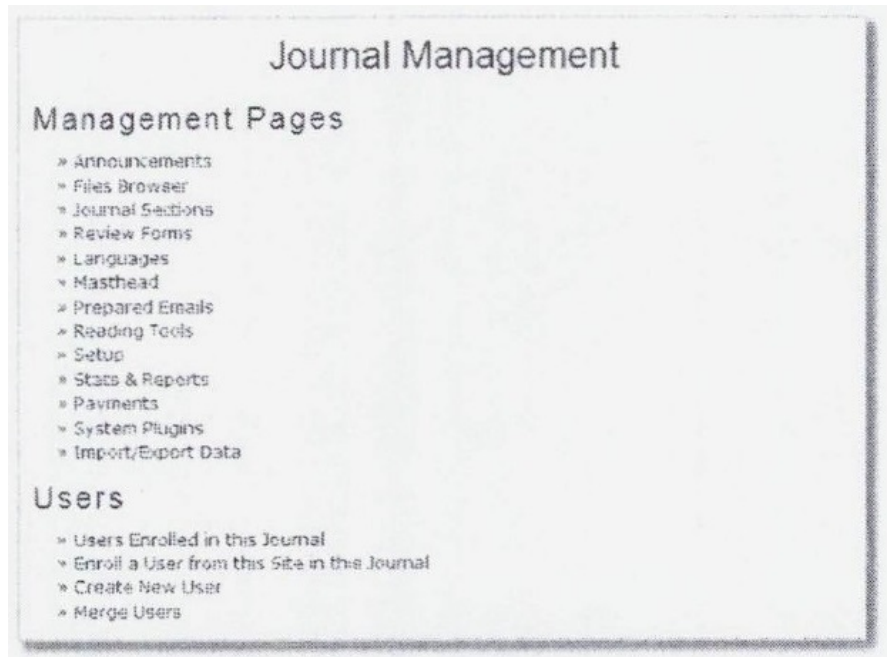 Journal Management
Management Pages
» Announcements
» Files Browser
» Journal Sections
» Review Forms
» Languages
» Masthead
» Prepared Emails
» Reading Tools
» Setup
» Stats & Reports
» Payments
» System Plugins
» Import/Export Data
Users
» Users Enrolled in this Journal
» Enroll a User from this Site in this Journal
» Create New User
» Merge Users